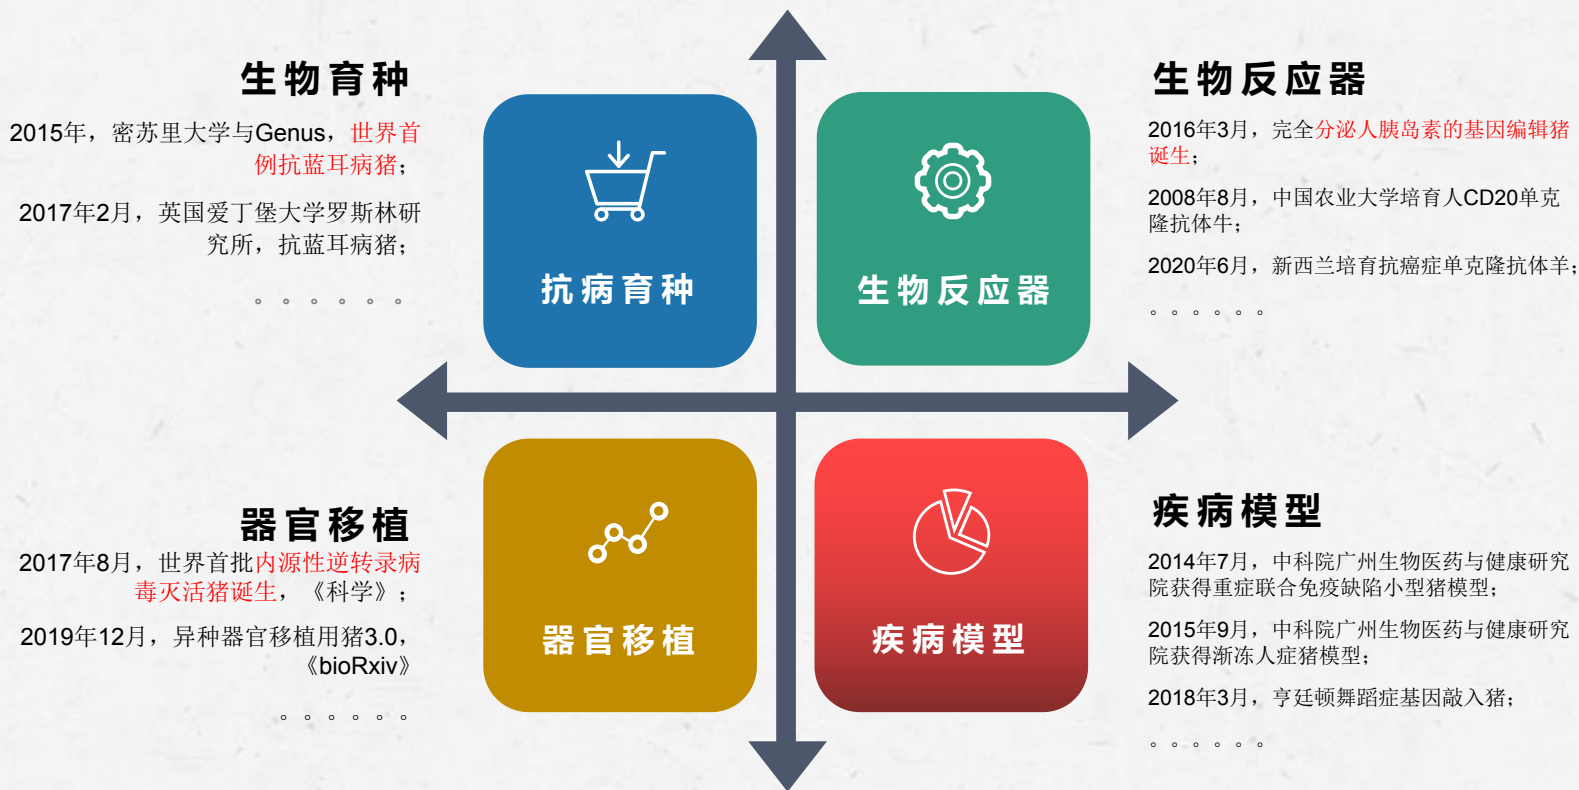 生物育种
2015年，密苏里大学与Genus，世界首
例抗蓝耳病猪；
2017年2月，英国爱丁堡大学罗斯林研
究所，抗蓝耳病猪；
。。。。。。
抗病育种
生物反应器
生物反应器
2016年3月，完全分泌人胰岛素的基因编辑猪
诞生；
2008年8月，中国农业大学培育人CD20单克
隆抗体牛；
2020年6月，新西兰培育抗癌症单克隆抗体羊；
。。。。。。
器官移植
2017年8月，世界首批内源性逆转录病
毒灭活猪诞生，《科学》；
2019年12月，异种器官移植用猪3.0，
《bioRxiv》
。。。。。。
器官移植
疾病模型
疾病模型
2014年7月，中科院广州生物医药与健康研究
院获得重症联合免疫缺陷小型猪模型；
2015年9月，中科院广州生物医药与健康研究
院获得渐冻人症猪模型；
2018年3月，亨廷顿舞蹈症基因敲入猪；
。。。。。。